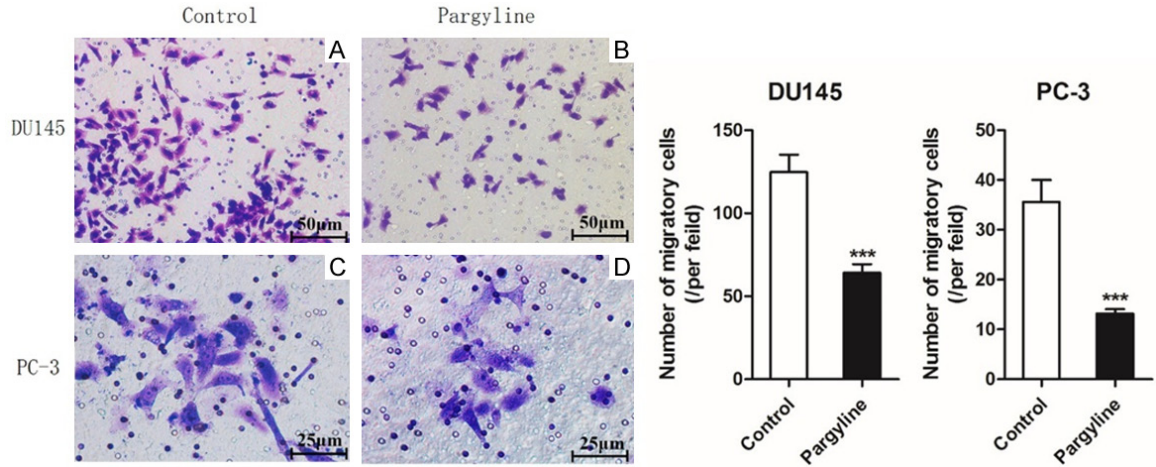 Control Pargyline
DU145
A
B
50μm
50μm
PC-3
C
D
25μm
25μm
DU145
Number of migratory cells
(/per feild)
150
100
50
0
***
Control
Pargyline
PC-3
Number of migratory cells
(/per feild)
50
40
30
20
10
0
***
Control
Pargyline